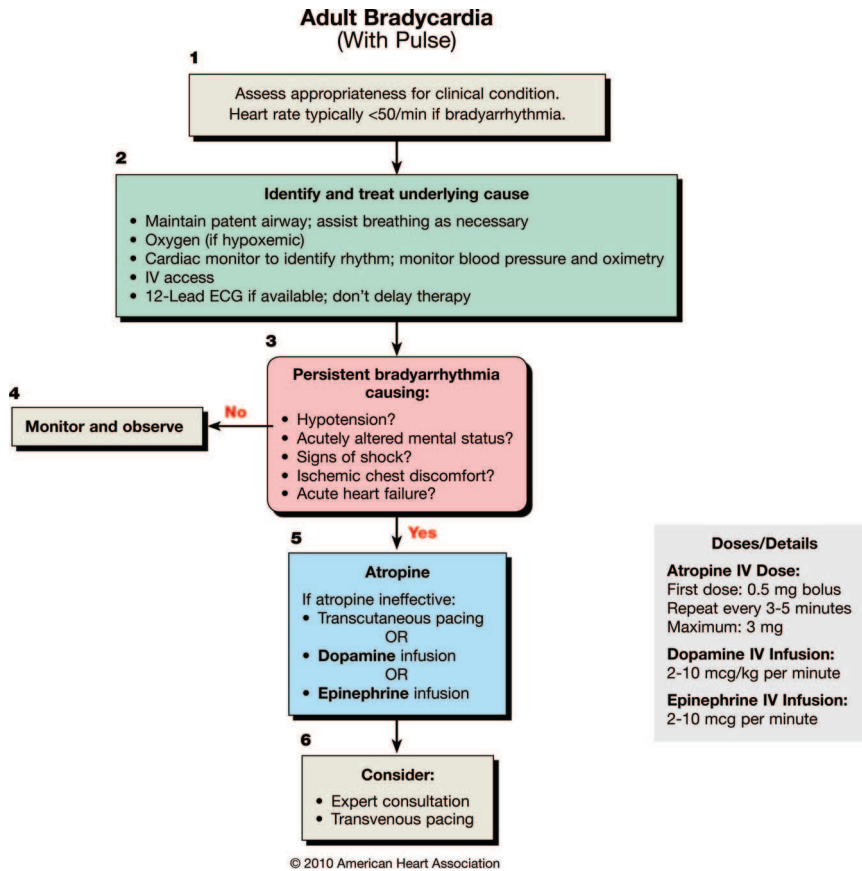 Adult Bradycardia
(With Pulse)
1
Assess appropriateness for clinical condition.
Heart rate typically <50/min if bradyarrhythmia.
2
Identify and treat underlying cause
• Maintain patent airway; assist breathing as necessary
• Oxygen (if hypoxemic)
• Cardiac monitor to identify rhythm; monitor blood pressure and oximetry
• IV access
• 12-Lead ECG if available; don't delay therapy
3
Persistent bradyarrhythmia
causing:
• Hypotension?
• Acutely altered mental status?
• Signs of shock?
• Ischemic chest discomfort?
• Acute heart failure?
4
No
Monitor and observe
Yes
5
Atropine
If atropine ineffective:
• Transcutaneous pacing
OR
• Dopamine infusion
OR
• Epinephrine infusion
Doses/Details
Atropine IV Dose:
First dose: 0.5 mg bolus
Repeat every 3-5 minutes
Maximum: 3 mg
Dopamine IV Infusion:
2-10 mcg/kg per minute
Epinephrine IV Infusion:
2-10 mcg per minute
6
Consider:
• Expert consultation
• Transvenous pacing
© 2010 American Heart Association